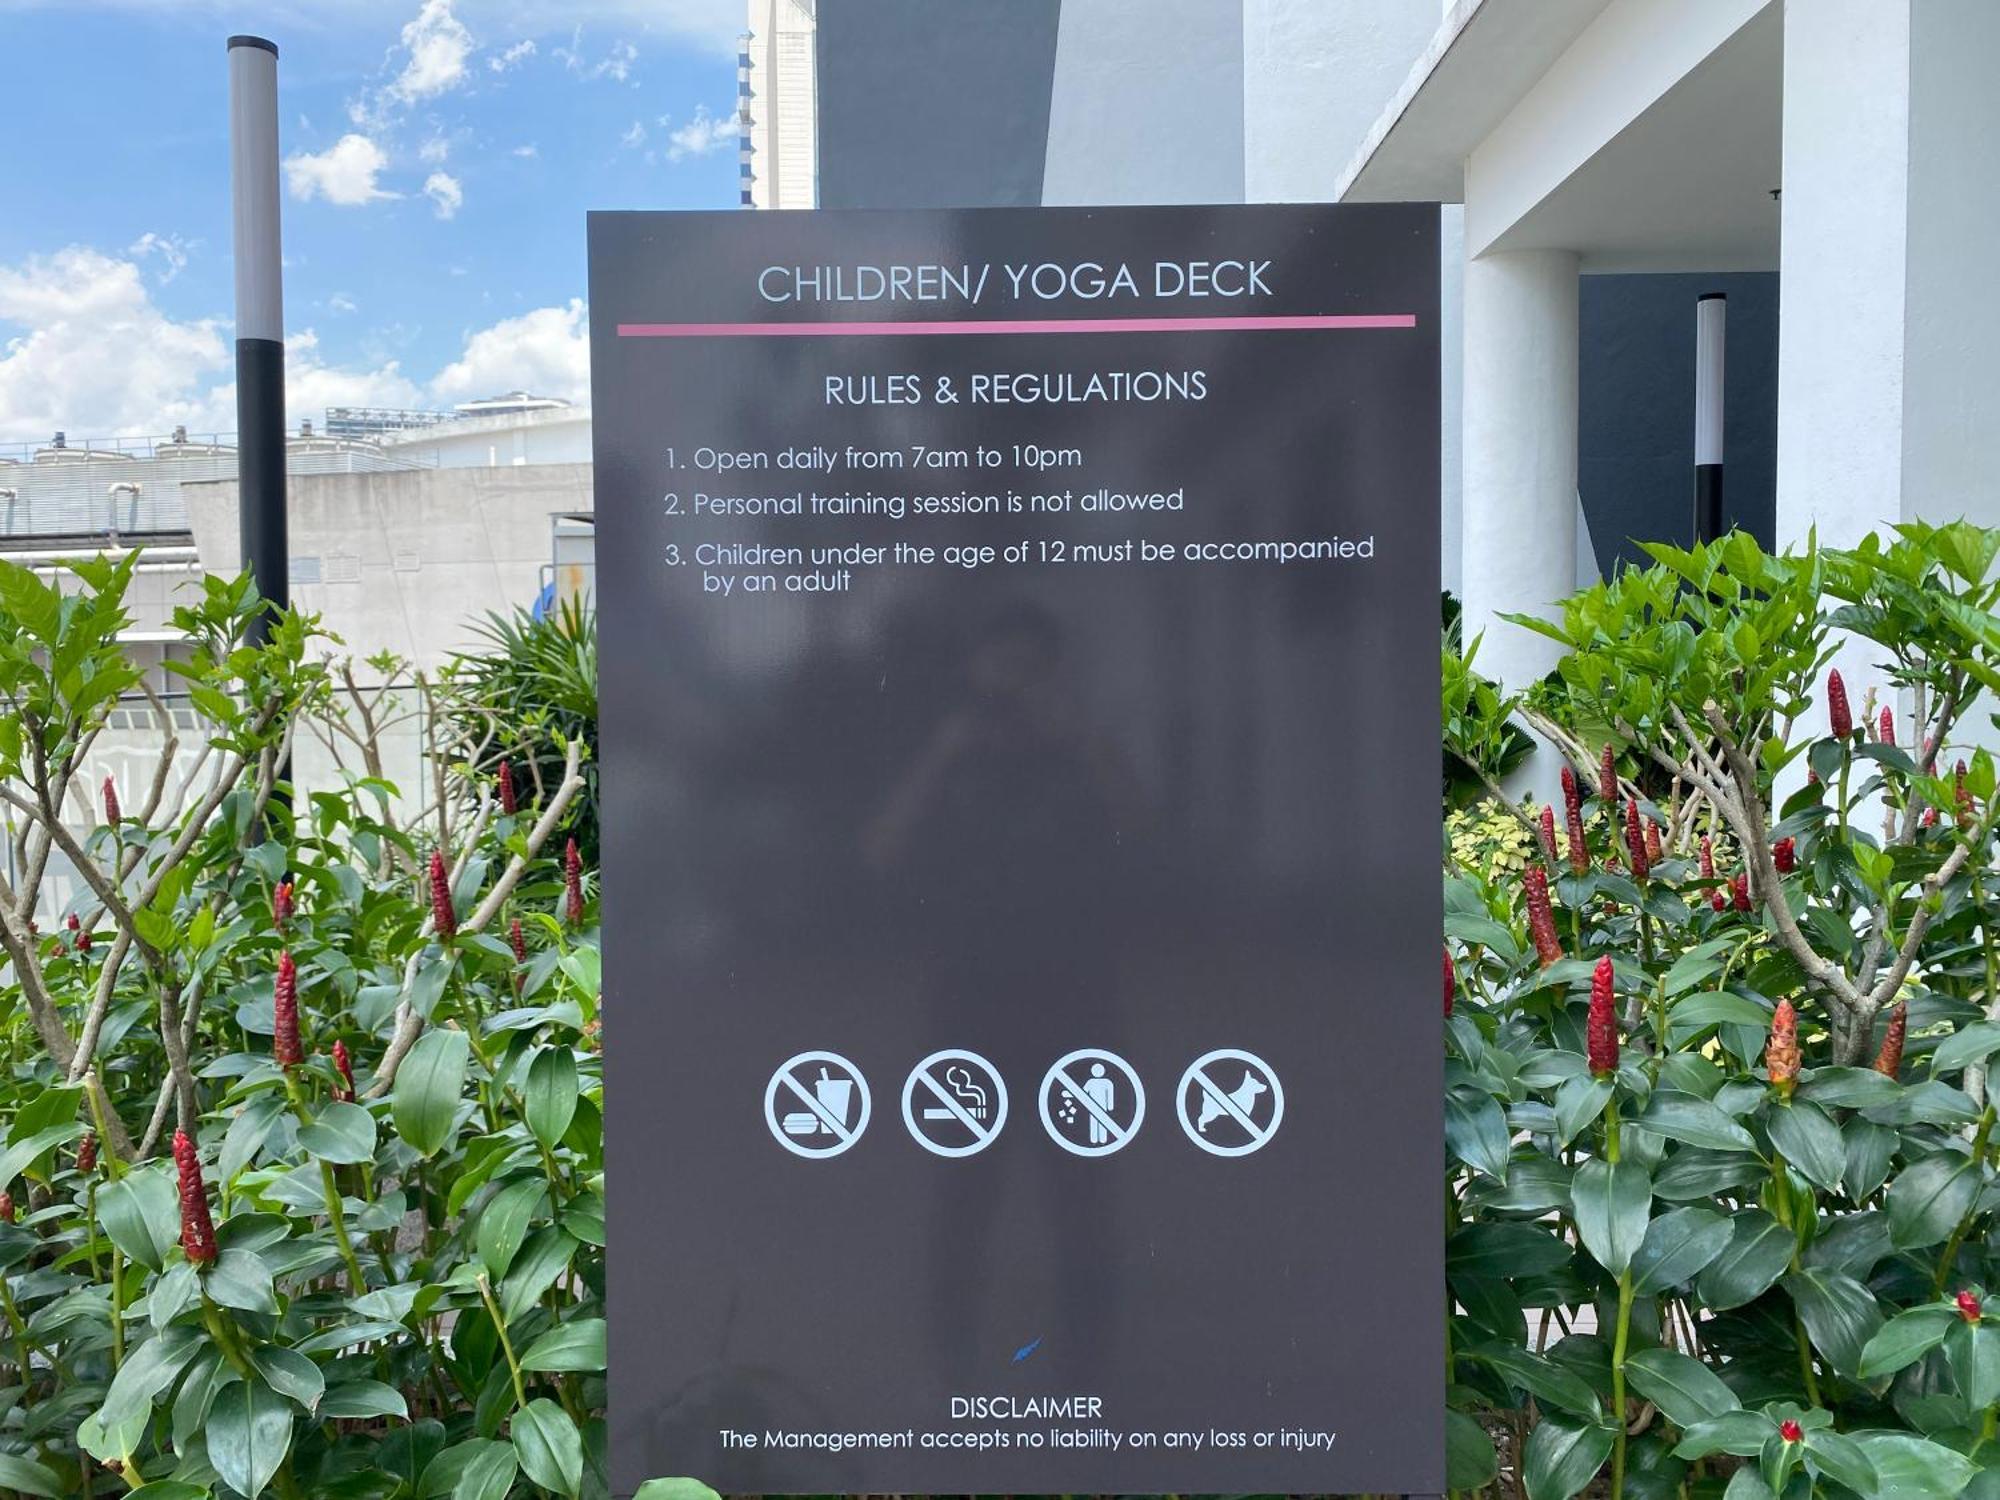 CHILDREN/ YOGA DECK
RULES & REGULATIONS
1. Open daily from 7am to 10pm
2. Personal training session is not allowed
3. Children under the age of 12 must be accompanied
by an adult
DISCLAIMER
The Management accepts no liability on any loss or injury